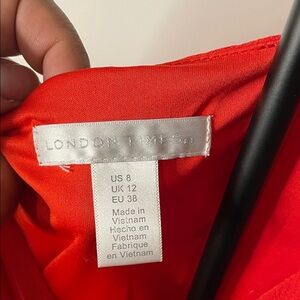 LONDON TIMES®
US 8
UK 12
EU 38
Made in
Vietnam
Hecho en
Vietnam
Fabrique
en Vietnam